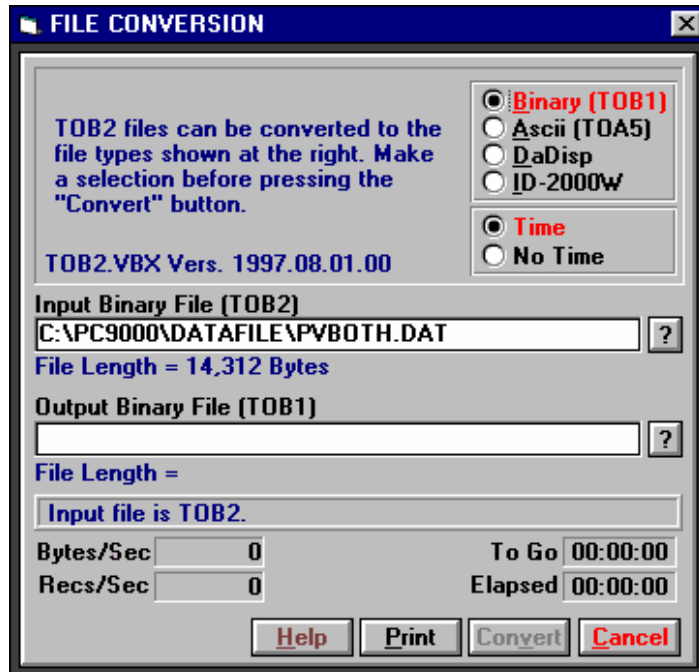 FILE CONVERSION
TOB2 files can be converted to the
file types shown at the right. Make
a selection before pressing the
"Convert" button.
TOB2.VBX Vers. 1997.08.01.00
Binary (TOB1)
Ascii (TOA5)
DaDisp
ID-2000W
Time
No Time
Input Binary File (TOB2)
C:\PC9000\DATAFILE\PVBOTH.DAT
?
File Length = 14,312 Bytes
Output Binary File (TOB1)
?
File Length =
Input file is TOB2.
Bytes/Sec 0 To Go 00:00:00
Recs/Sec 0 Elapsed 00:00:00
Help Print Convert Cancel